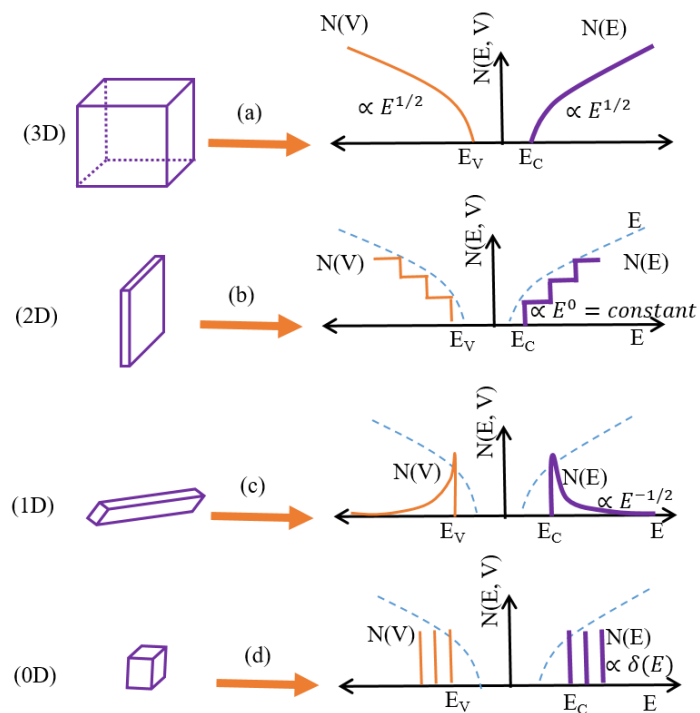 N(V)
N(E, V)
N(E)
(3D)
(a)
∝ E^{1/2}
∝ E^{1/2}
E_V
E_C
(2D)
(b)
N(V)
N(E, V)
E
N(E)
∝ E^0 = constant
E_V
E_C
E
(1D)
(c)
N(V)
N(E, V)
N(E)
∝ E^{-1/2}
E_V
E_C
E
(0D)
(d)
N(V)
N(E, V)
N(E)
∝ δ(E)
E_V
E_C
E